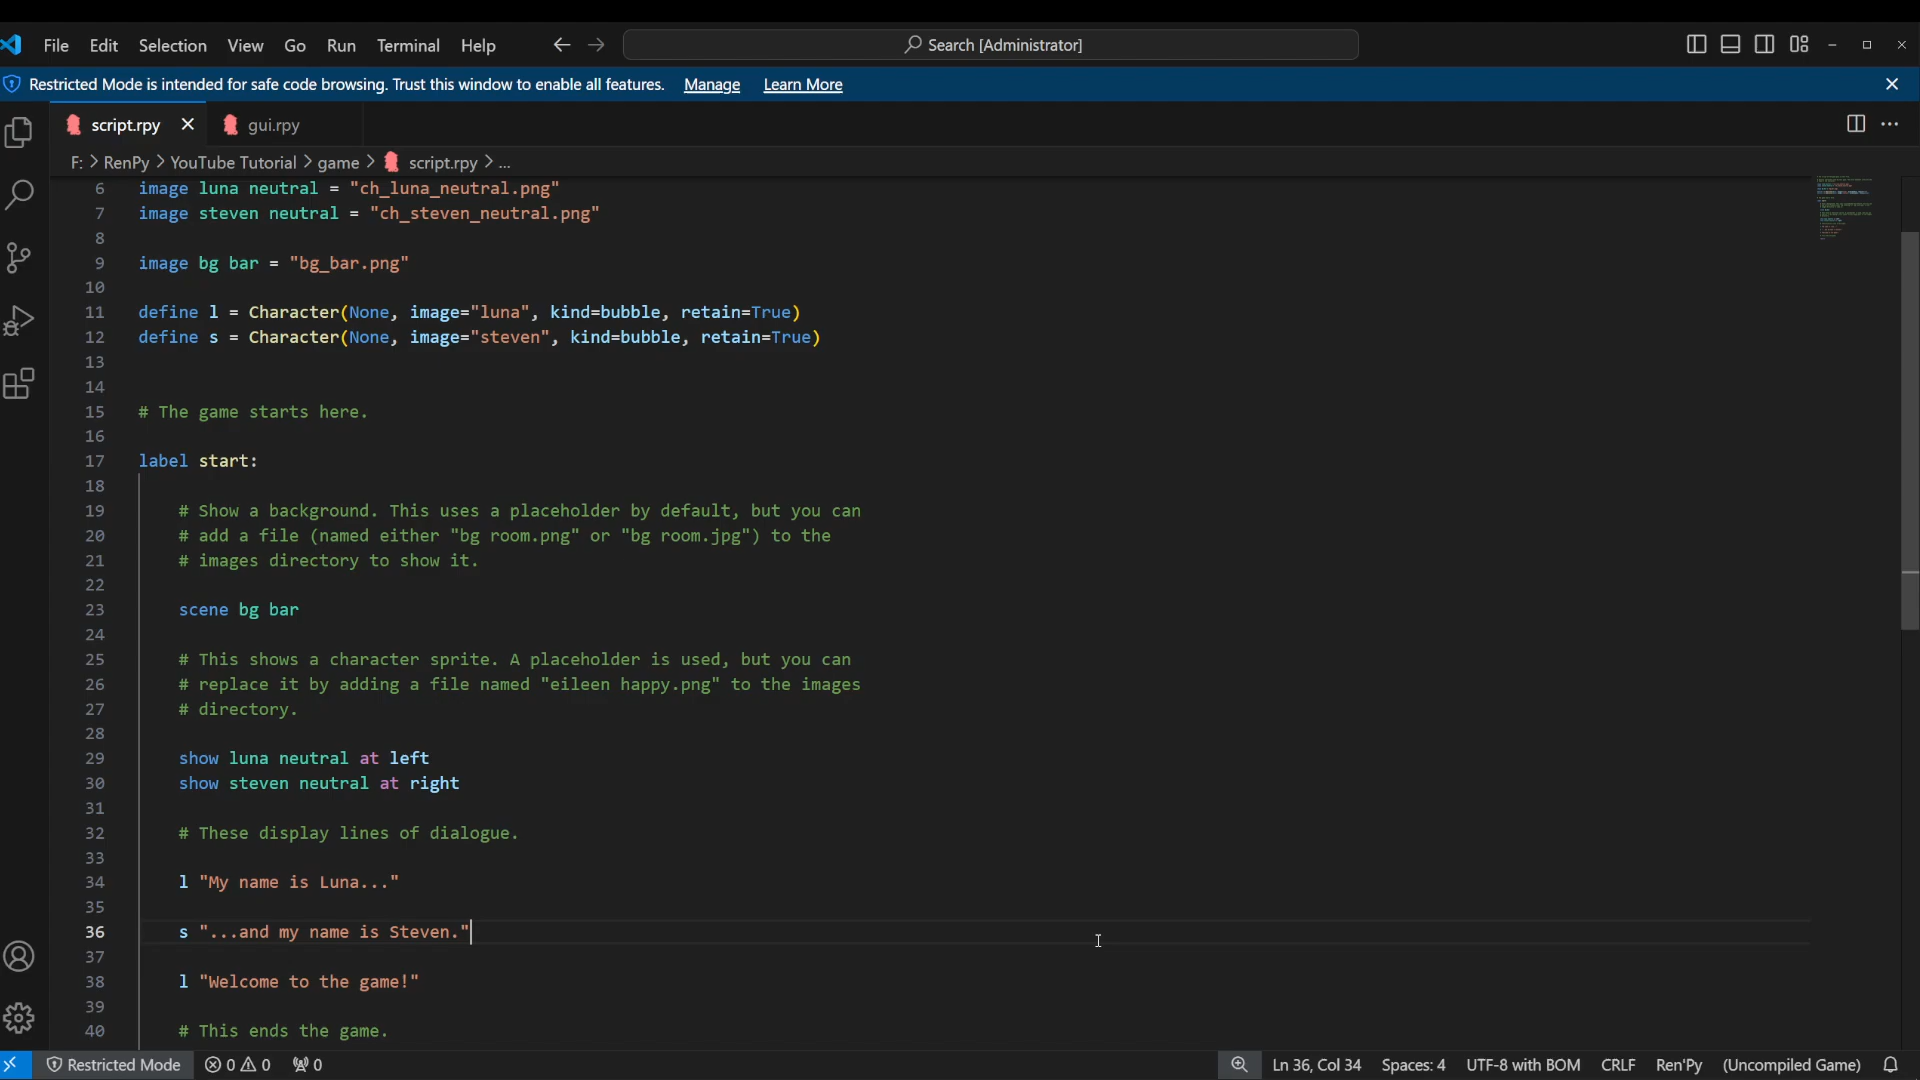 File Edit Selection View Go Run Terminal Help
Search [Administrator]
Restricted Mode is intended for safe code browsing. Trust this window to enable all features. Manage Learn More
script.rpy gui.rpy
F: > RenPy > YouTube Tutorial > game > script.rpy > ...
6 image luna neutral = "ch_luna_neutral.png"
7 image steven neutral = "ch_steven_neutral.png"
8
9 image bg bar = "bg_bar.png"
10
11 define l = Character(None, image="luna", kind=bubble, retain=True)
12 define s = Character(None, image="steven", kind=bubble, retain=True)
13
14
15 # The game starts here.
16
17 label start:
18
19 # Show a background. This uses a placeholder by default, but you can
20 # add a file (named either "bg room.png" or "bg room.jpg") to the
21 # images directory to show it.
22
23 scene bg bar
24
25 # This shows a character sprite. A placeholder is used, but you can
26 # replace it by adding a file named "eileen happy.png" to the images
27 # directory.
28
29 show luna neutral at left
30 show steven neutral at right
31
32 # These display lines of dialogue.
33
34 l "My name is Luna..."
35
36 s "...and my name is Steven."
37
38 l "Welcome to the game!"
39
40 # This ends the game.
Restricted Mode 0 0 0 Ln 36, Col 34 Spaces: 4 UTF-8 with BOM CRLF Ren'Py (Uncompiled Game)